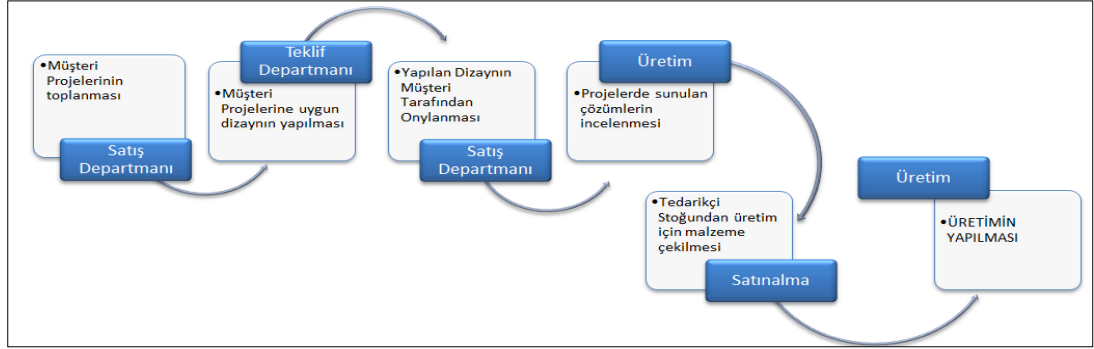 •Müşteri
Projelerinin
toplanması
Satış
Departmanı
Teklif
Departmanı
•Müşteri
Projelerine uygun
dizaynın yapılması
•Yapılan Dizaynın
Müşteri
Tarafından
Onylanması
Satış
Departmanı
Üretim
•Projelerde sunulan
çözümlerin
incelenmesi
•Tedarikçi
Stoğundan üretim
için malzeme
çekilmesi
Satınalma
Üretim
•ÜRETİMİN
YAPILMASI